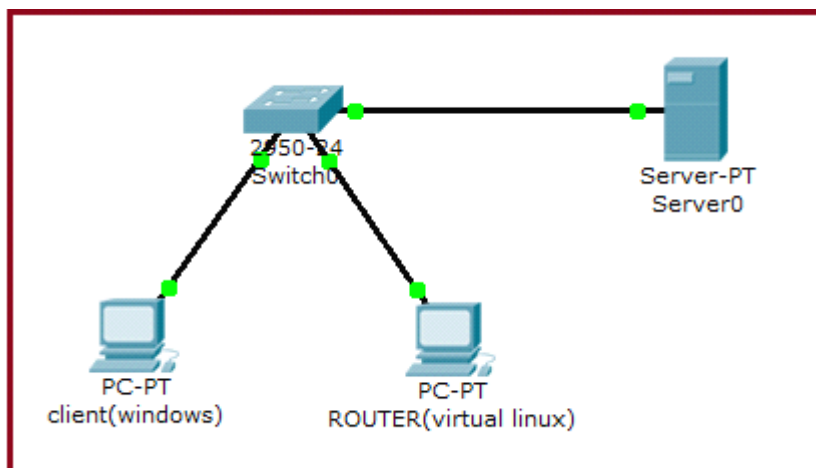 2950-24
Switch0
Server-PT
Server0
PC-PT
client(windows)
PC-PT
ROUTER(virtual linux)